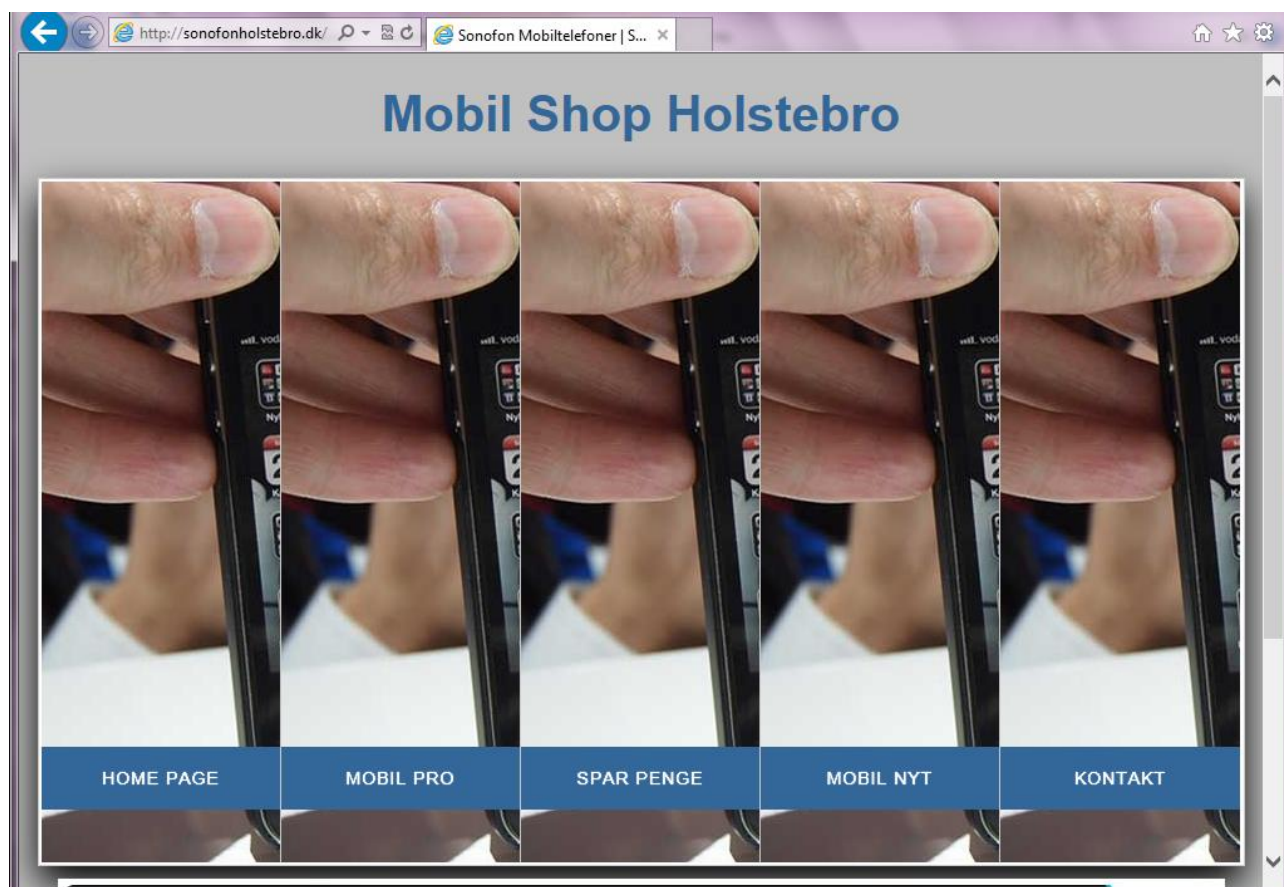 http://sonofonholstebro.dk/
Sonofon Mobiltelefoner | S...
Mobil Shop Holstebro
HOME PAGE
MOBIL PRO
SPAR PENGE
MOBIL NYT
KONTAKT